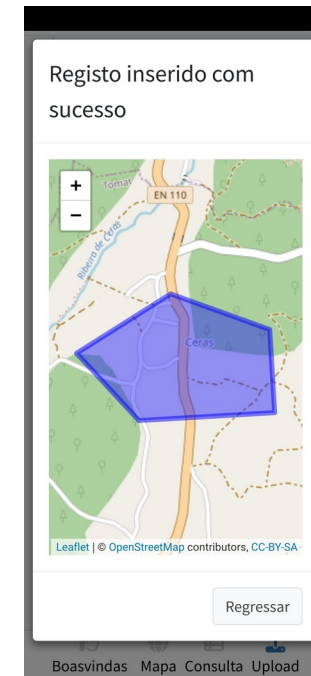 Registo inserido com
sucesso
+
−
Tomar
EN 110
Ribeira de Ceras
Ceras
Leaflet | © OpenStreetMap contributors, CC-BY-SA
Regressar
Boasvindas Mapa Consulta Upload